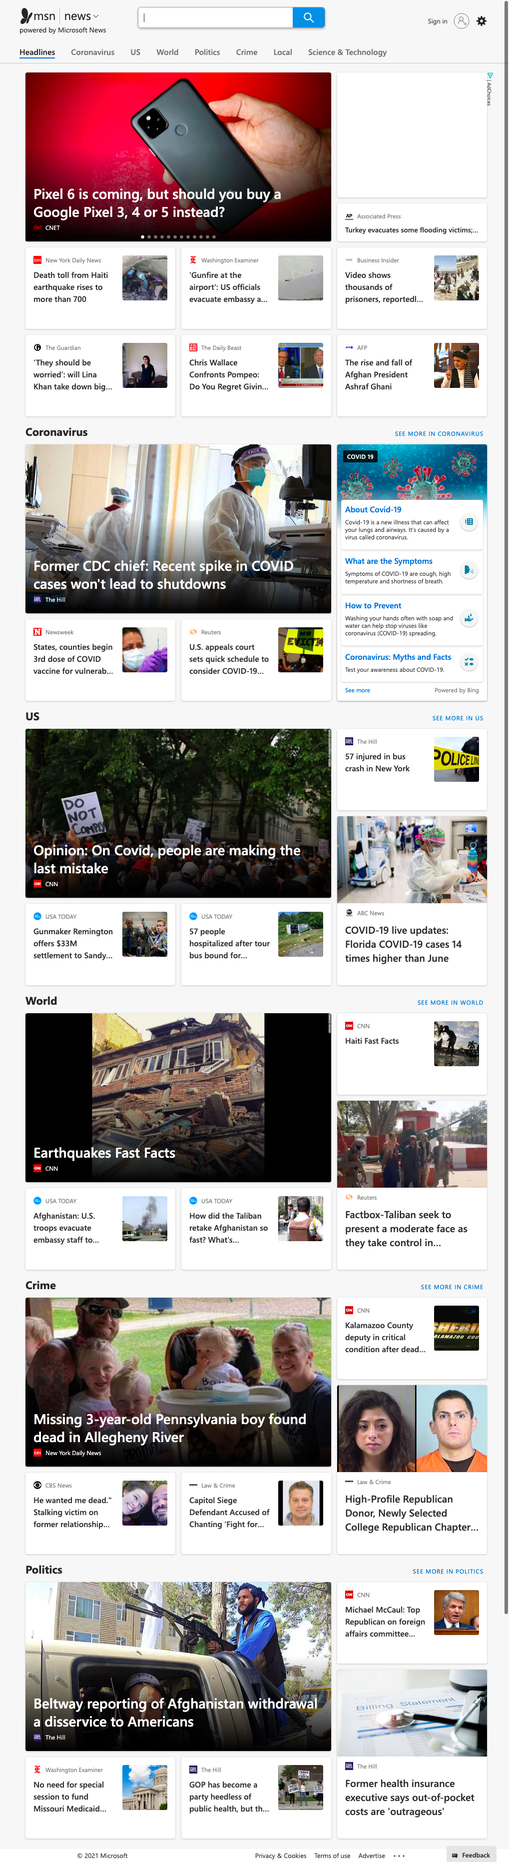 msn news
powered by Microsoft News
Sign in
Headlines Coronavirus US World Politics Crime Local Science & Technology
Pixel 6 is coming, but should you buy a
Google Pixel 3, 4 or 5 instead?
CNET
AdChoices
AP Associated Press
Turkey evacuates some flooding victims;...
New York Daily News
Death toll from Haiti
earthquake rises to
more than 700
Washington Examiner
'Gunfire at the
airport': US officials
evacuate embassy a...
Business Insider
Video shows
thousands of
prisoners, reportedl...
The Guardian
'They should be
worried': will Lina
Khan take down big...
The Daily Beast
Chris Wallace
Confronts Pompeo:
Do You Regret Givin...
AFP
The rise and fall of
Afghan President
Ashraf Ghani
Coronavirus
SEE MORE IN CORONAVIRUS
Former CDC chief: Recent spike in COVID
cases won't lead to shutdowns
The Hill
COVID 19
About Covid-19
Covid-19 is a new illness that can affect
your lungs and airways. It's caused by a
virus called coronavirus.
What are the Symptoms
Symptoms of COVID-19 are cough, high
temperature and shortness of breath.
How to Prevent
Washing your hands often with soap and
water can help stop viruses like
coronavirus (COVID-19) spreading.
Coronavirus: Myths and Facts
Test your awareness about COVID-19.
See more
Powered by Bing
Newsweek
States, counties begin
3rd dose of COVID
vaccine for vulnerab...
Reuters
U.S. appeals court
sets quick schedule to
consider COVID-19...
EVICTI
US
SEE MORE IN US
DO
NOT
Opinion: On Covid, people are making the
last mistake
CNN
The Hill
57 injured in bus
crash in New York
POLICE LIN
ABC News
COVID-19 live updates:
Florida COVID-19 cases 14
times higher than June
USA TODAY
Gunmaker Remington
offers $33M
settlement to Sandy...
USA TODAY
57 people
hospitalized after tour
bus bound for...
World
SEE MORE IN WORLD
Earthquakes Fast Facts
CNN
CNN
Haiti Fast Facts
Reuters
Factbox-Taliban seek to
present a moderate face as
they take control in...
USA TODAY
Afghanistan: U.S.
troops evacuate
embassy staff to...
USA TODAY
How did the Taliban
retake Afghanistan so
fast? What's...
Crime
SEE MORE IN CRIME
Missing 3-year-old Pennsylvania boy found
dead in Allegheny River
New York Daily News
CNN
Kalamazoo County
deputy in critical
condition after dead...
Law & Crime
High-Profile Republican
Donor, Newly Selected
College Republican Chapter...
CBS News
He wanted me dead."
Stalking victim on
former relationship...
Law & Crime
Capitol Siege
Defendant Accused of
Chanting 'Fight for...
Politics
SEE MORE IN POLITICS
Beltway reporting of Afghanistan withdrawal
a disservice to Americans
The Hill
CNN
Michael McCaul: Top
Republican on foreign
affairs committee...
Billing Statement
The Hill
Former health insurance
executive says out-of-pocket
costs are 'outrageous'
Washington Examiner
No need for special
session to fund
Missouri Medicaid...
The Hill
GOP has become a
party heedless of
public health, but th...
© 2021 Microsoft
Privacy & Cookies Terms of use Advertise ...
Feedback